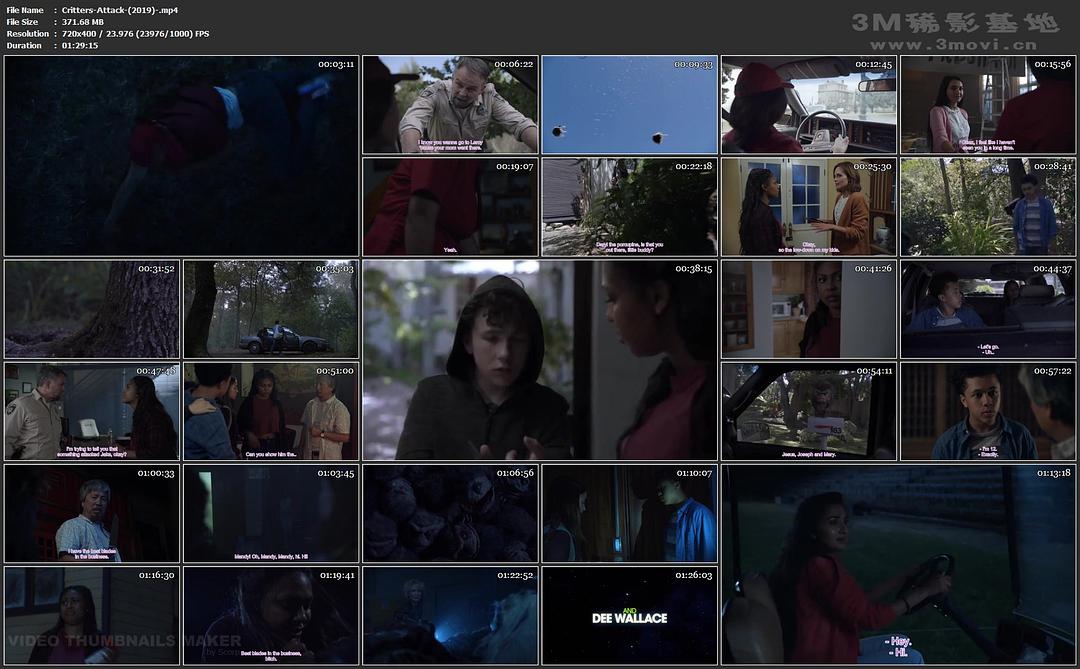 File Name : Critters-Attack-(2019)-.mp4
File Size : 371.68 MB
Resolution : 720x400 / 23.976 (23976/1000) FPS
Duration : 01:29:15
3M稀影基地
www.3movi.cn
00:03:11
00:06:22
I know you wanna go to Leroy
'cause your mom went there.
00:09:33
00:12:45
00:15:56
Okay, I feel like I haven't
seen you in a long time.
00:19:07
Yeah.
00:22:18
Daryl the porcupine, is that you
out there, little buddy?
00:25:30
Okay,
so the low-down on my kids.
00:28:41
00:31:52
00:35:03
00:38:15
00:41:26
00:44:37
- Let's go.
- Uh..
00:47:48
I'm trying to tell you that
something attacked Jake, okay?
00:51:00
Can you show him the..
00:54:11
Jesus, Joseph and Mary.
00:57:22
- I'm 12.
- Exactly.
01:00:33
I have the best blades
in the business.
01:03:45
Mandy! Oh, Mandy, Mandy, hi. Hi!
01:06:56
01:10:07
01:13:18
- Hey.
- Hi.
01:16:30
VIDEO THUMBNAILS MAKER
01:19:41
Best blades in the business,
bitch.
01:22:52
01:26:03
AND
DEE WALLACE